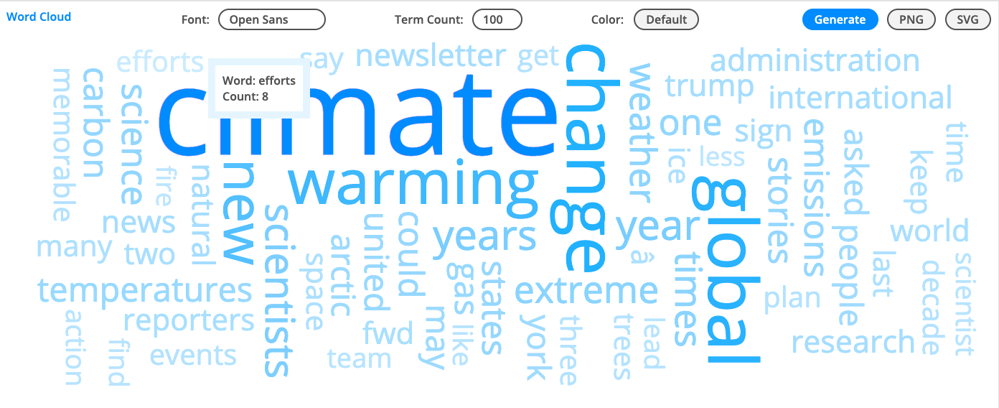 Word Cloud
Font: Open Sans
Term Count: 100
Color: Default
Generate
PNG
SVG
efforts
say
newsletter
get
change
administration
memorable
carbon
science
Word: efforts
Count: 8
climate
weather
trump
international
one
sign
emissions
asked
time
ice
less
stories
keep
fire
natural
new
warming
global
news
scientists
united
could
years
year
world
many
two
arctic
space
gas
states
â
times
people
last
decade
scientist
temperatures
extreme
plan
action
reporters
fwd
may
like
york
three
trees
lead
research
find
events
team